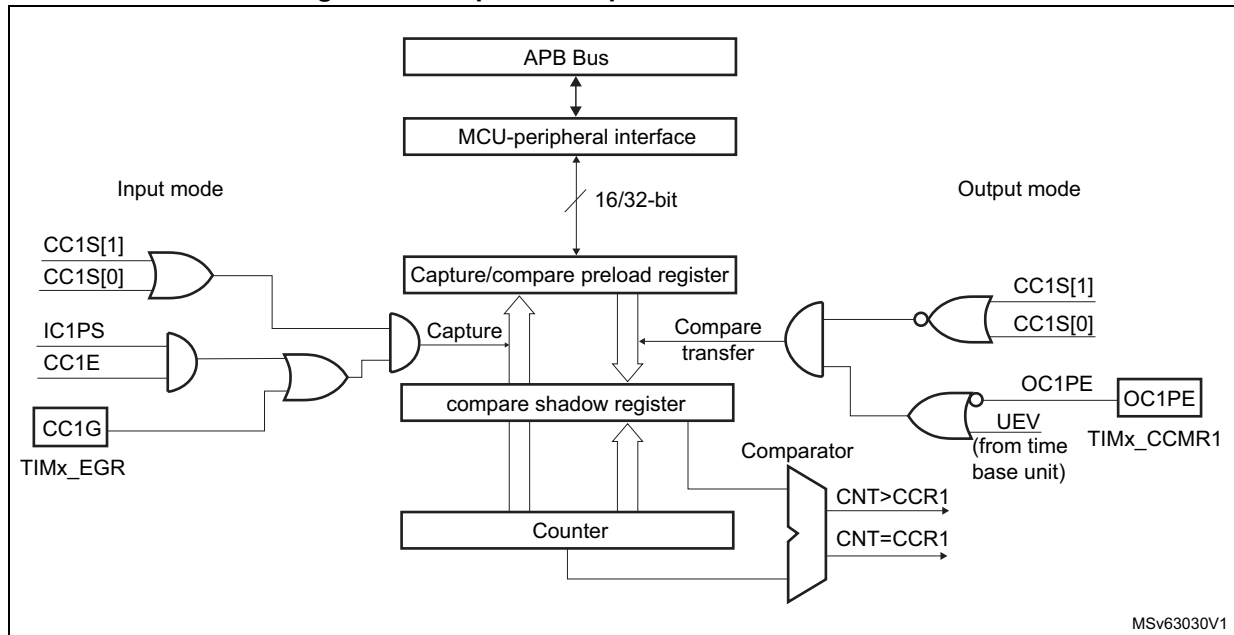 APB Bus
MCU-peripheral interface
Input mode
16/32-bit
Output mode
CC1S[1]
CC1S[0]
Capture/compare preload register
CC1S[1]
CC1S[0]
IC1PS
CC1E
Capture
Compare
transfer
CC1G
TIMx_EGR
compare shadow register
OC1PE
OC1PE
UEV
(from time
base unit)
TIMx_CCMR1
Comparator
CNT>CCR1
Counter
CNT=CCR1
MSv63030V1